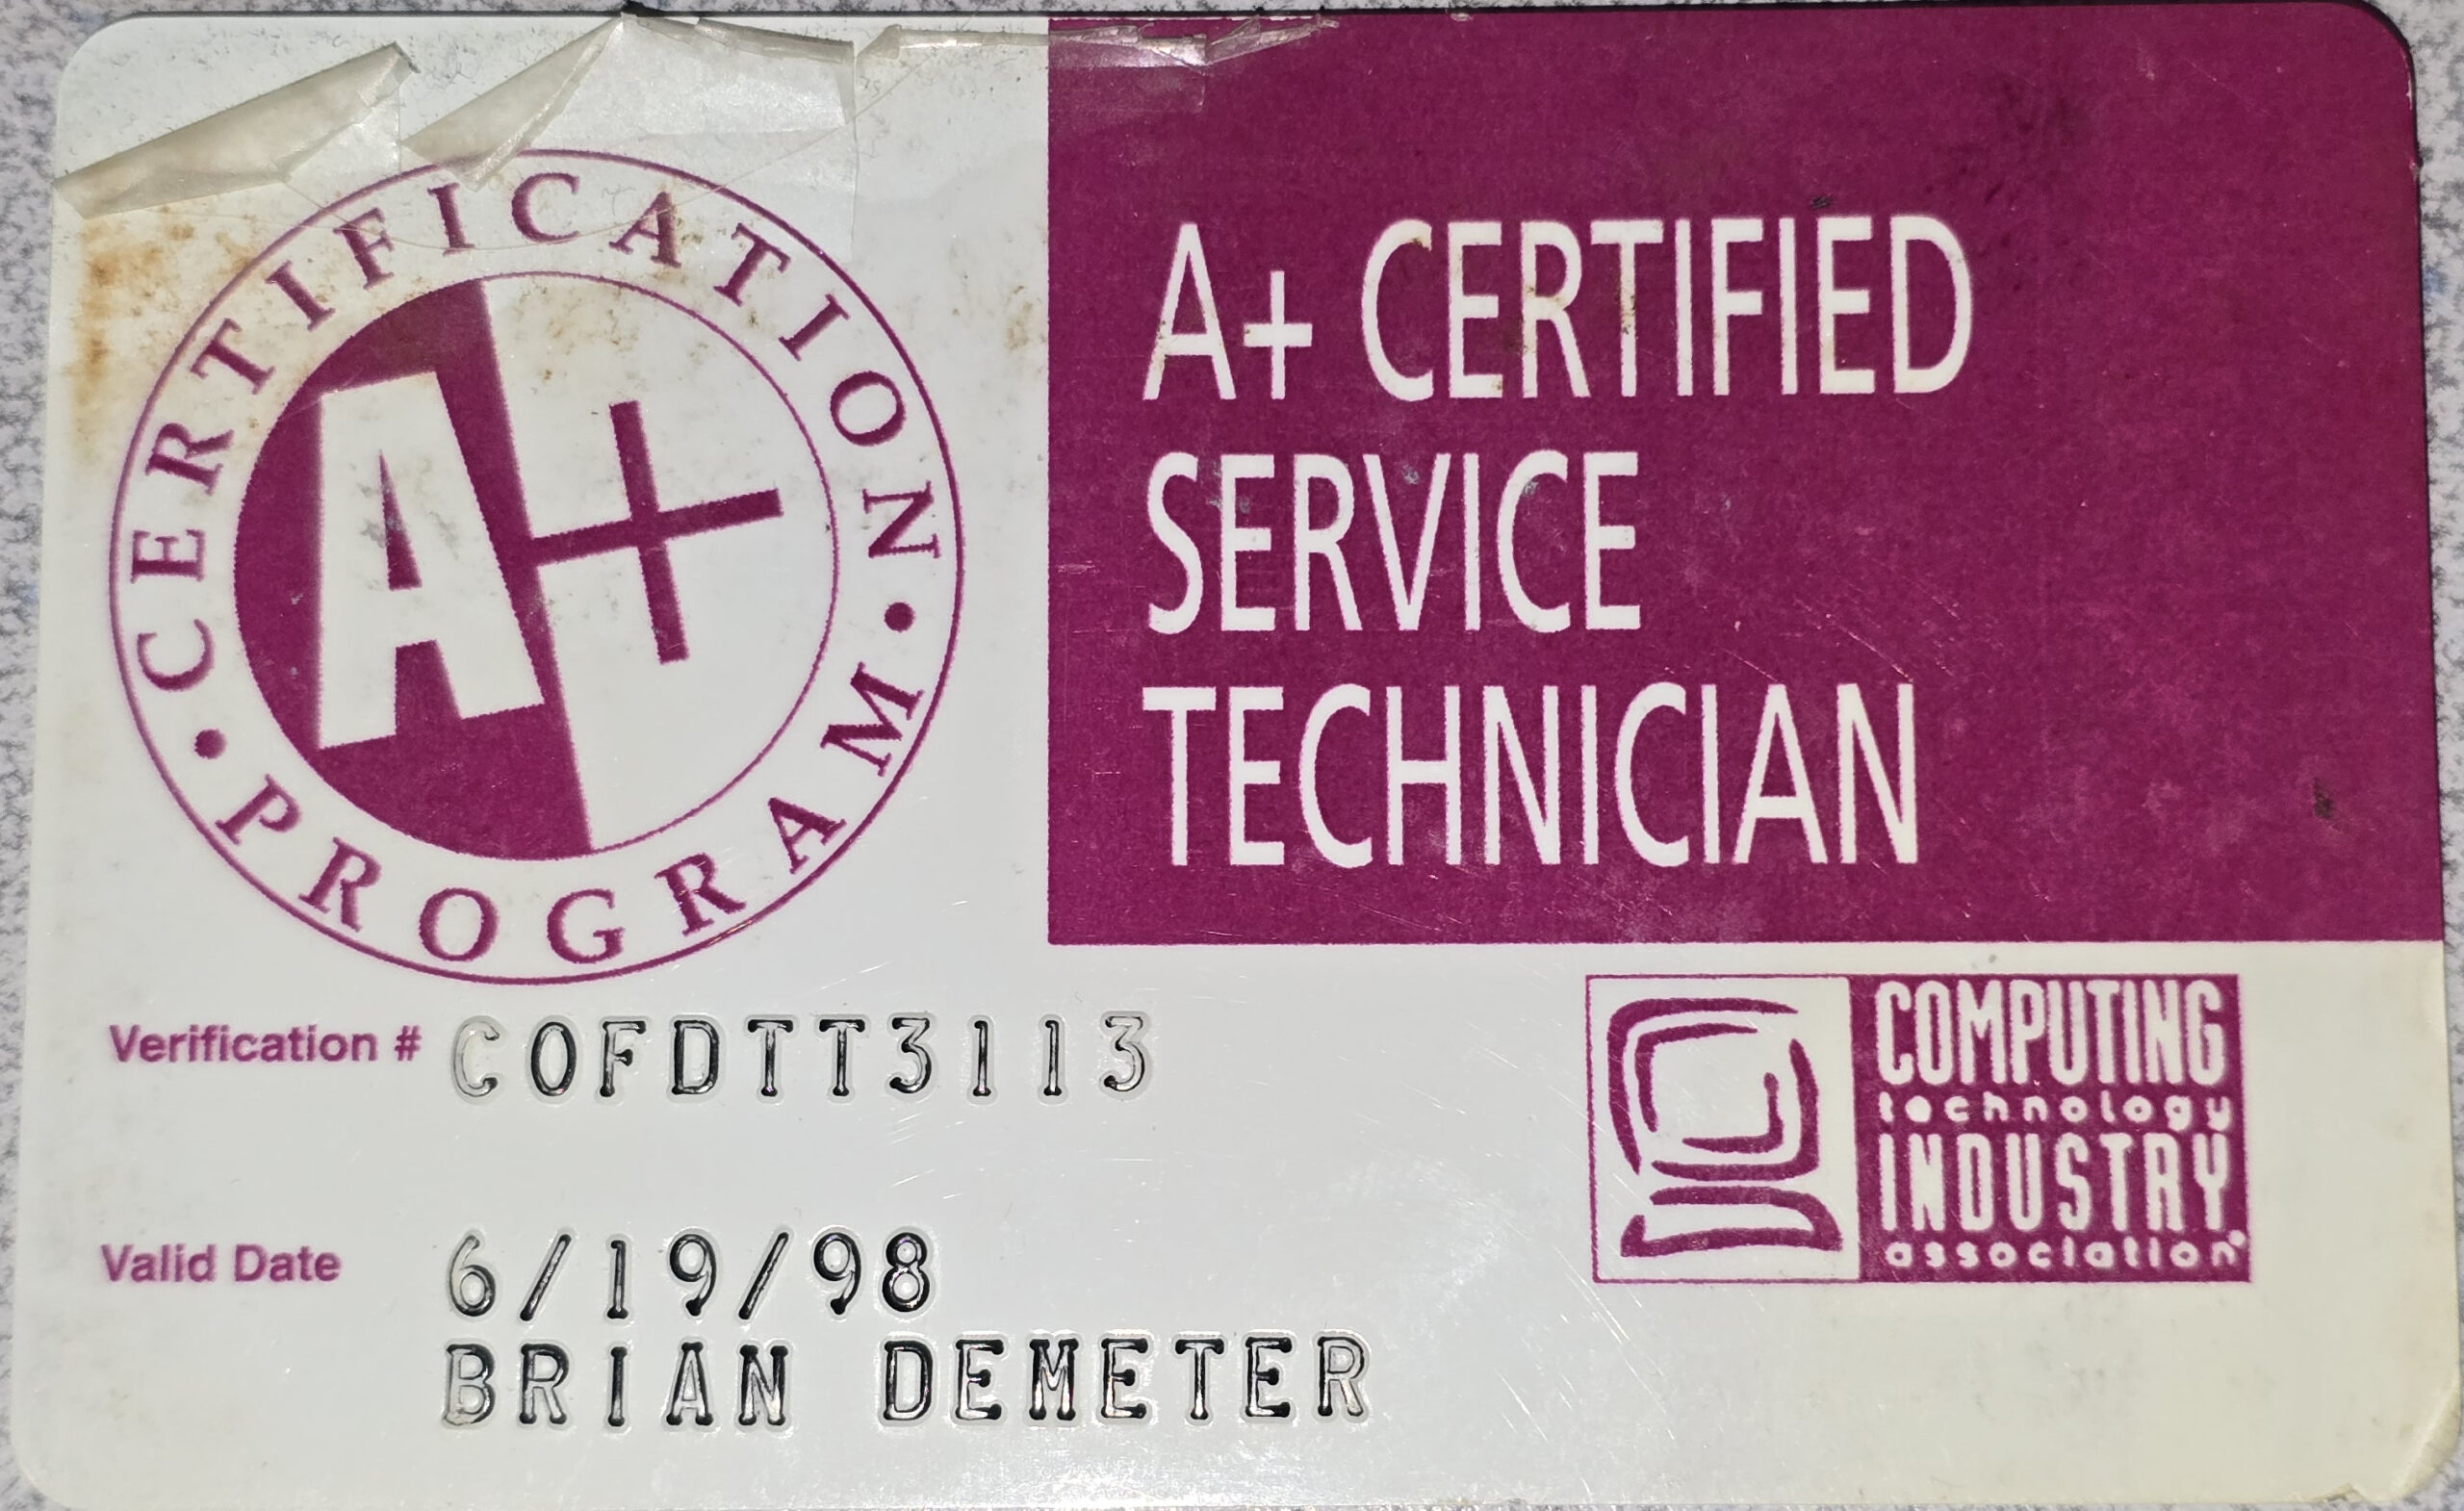 CERTIFICATION • PROGRAM •
A+
A+ CERTIFIED
SERVICE
TECHNICIAN
Verification # COFDTT3113
Valid Date 6/19/98
BRIAN DEMETER
COMPUTING
technology
INDUSTRY
association®